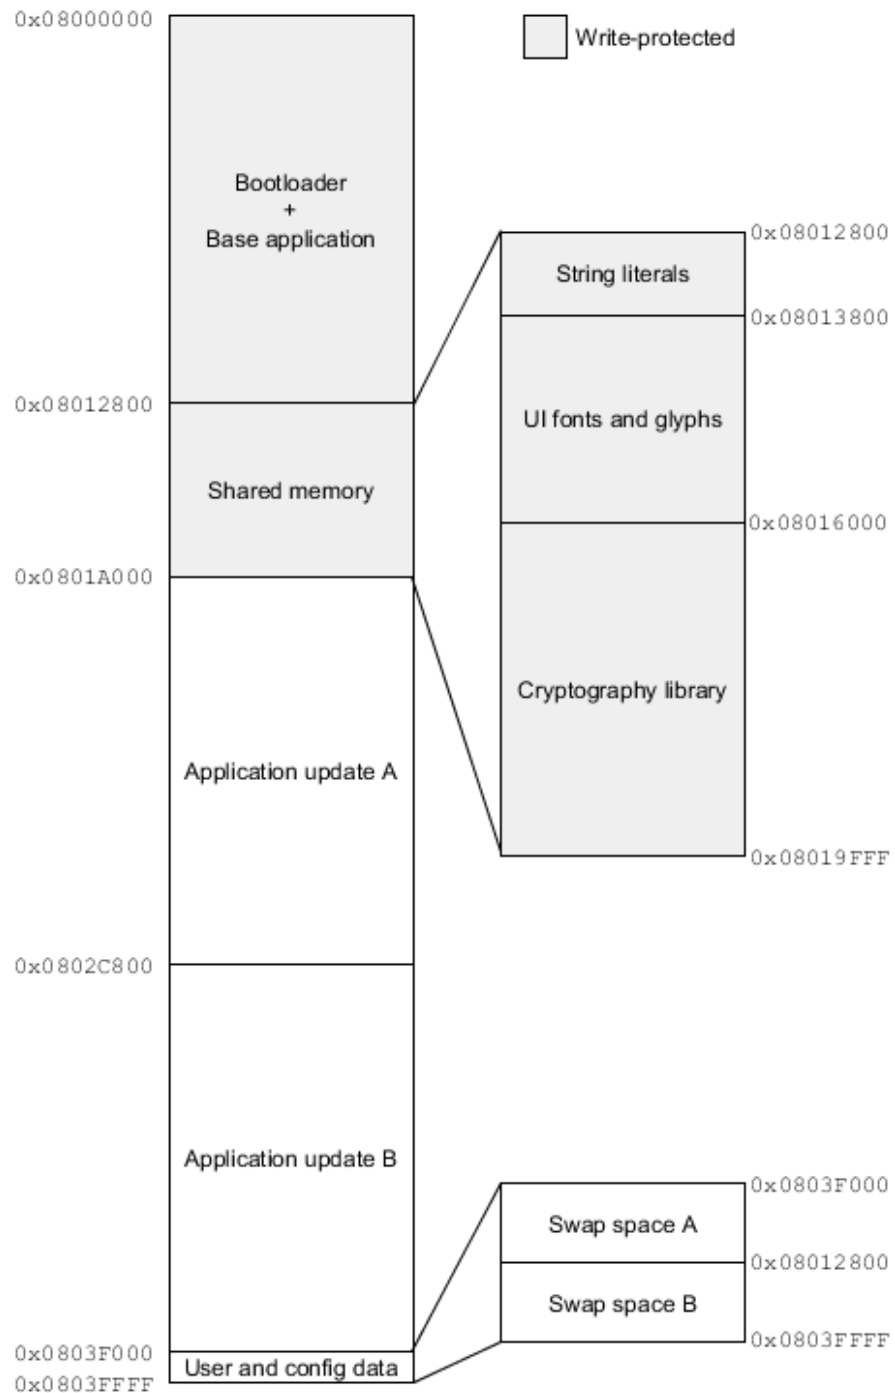 0x08000000
Write-protected
Bootloader
+
Base application
0x08012800
String literals
0x08013800
UI fonts and glyphs
0x08012800
0x08016000
Shared memory
0x0801A000
Cryptography library
Application update A
0x08019FFF
0x0802C800
Application update B
0x0803F000
Swap space A
0x08012800
Swap space B
0x0803FFFF
0x0803F000
User and config data
0x0803FFFF